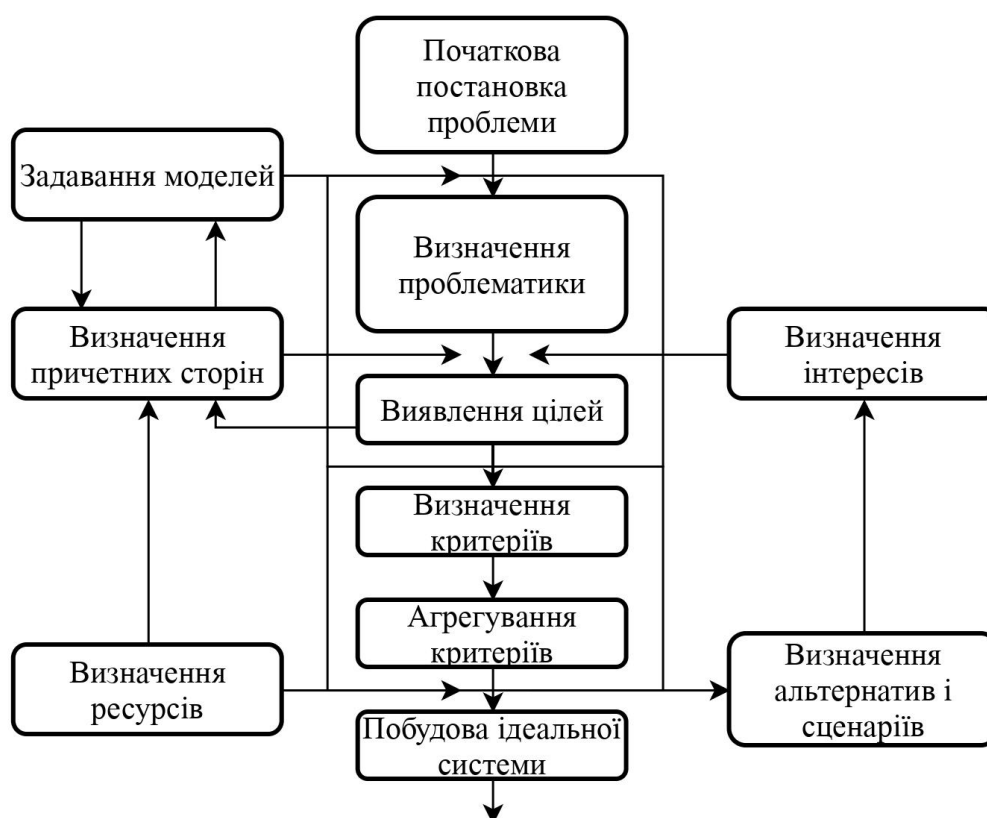 Початкова
постановка
проблеми
Задавання моделей
Визначення
проблематики
Визначення
причетних сторін
Визначення
інтересів
Виявлення цілей
Визначення
критеріїв
Агрегування
критеріїв
Визначення
ресурсів
Визначення
альтернатив і
сценаріїв
Побудова ідеальної
системи